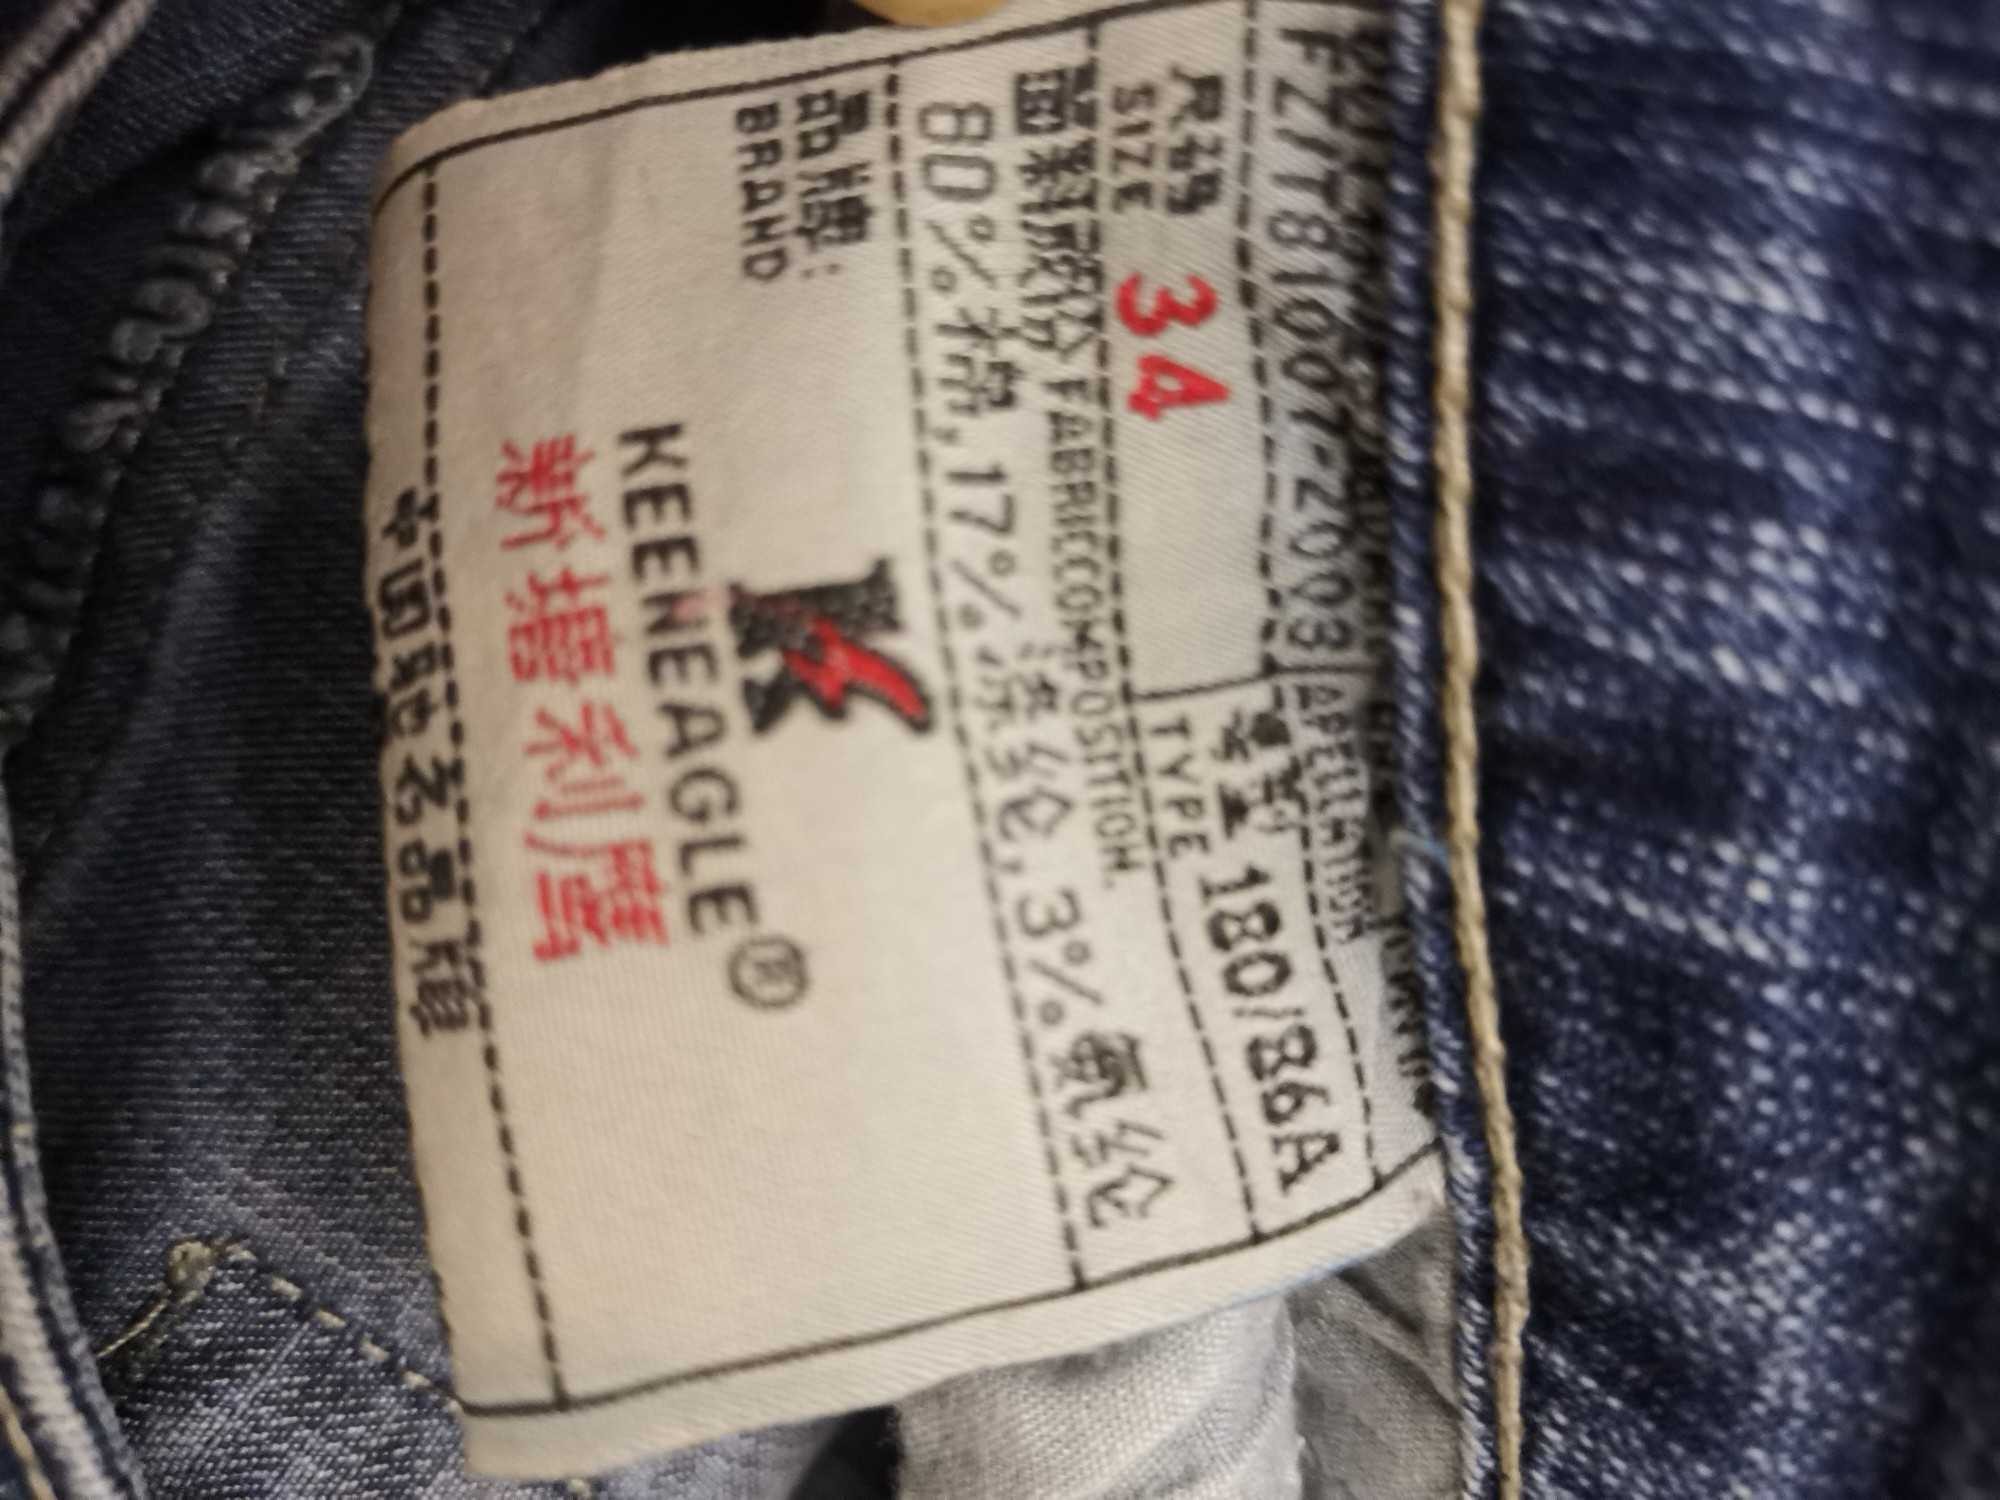 FZ/T81007-2003 APELLATION
尺码 34 号型 180/86A
SIZE TYPE
面料成份 FABRICCOMPOSITION.
80%棉,17%涤纶,3%氨纶
品牌:
BRAND
KEENEAGLE®
新塘利鹰
中国驰名品牌